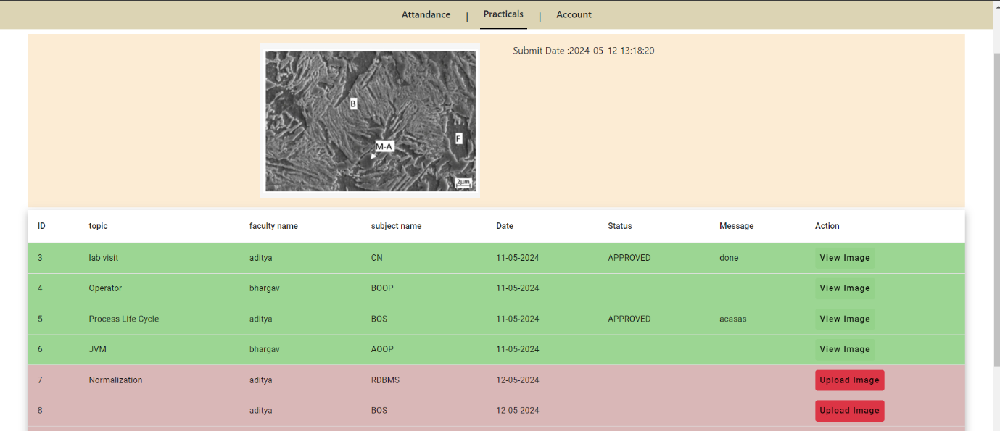 Attandance | Practicals | Account
Submit Date :2024-05-12 13:18:20
B
F
M-A
2μm
ID topic faculty name subject name Date Status Message Action
3 lab visit aditya CN 11-05-2024 APPROVED done View Image
4 Operator bhargav BOOP 11-05-2024 View Image
5 Process Life Cycle aditya BOS 11-05-2024 APPROVED acasas View Image
6 JVM bhargav AOOP 11-05-2024 View Image
7 Normalization aditya RDBMS 12-05-2024 Upload Image
8 aditya BOS 12-05-2024 Upload Image